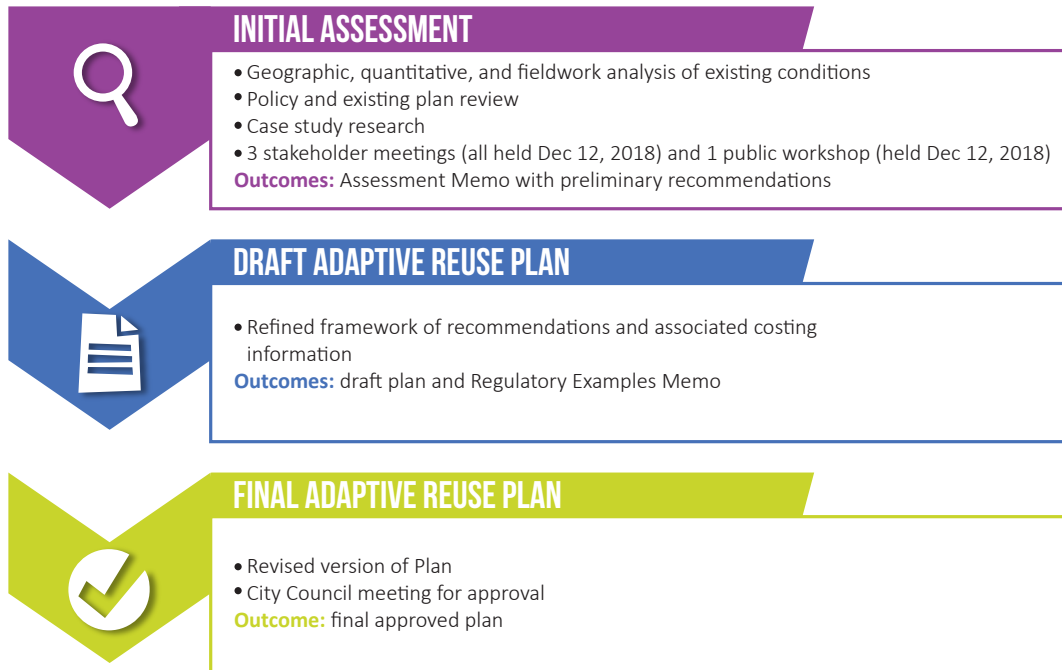 INITIAL ASSESSMENT
• Geographic, quantitative, and fieldwork analysis of existing conditions
• Policy and existing plan review
• Case study research
• 3 stakeholder meetings (all held Dec 12, 2018) and 1 public workshop (held Dec 12, 2018)
Outcomes: Assessment Memo with preliminary recommendations
DRAFT ADAPTIVE REUSE PLAN
• Refined framework of recommendations and associated costing
information
Outcomes: draft plan and Regulatory Examples Memo
FINAL ADAPTIVE REUSE PLAN
• Revised version of Plan
• City Council meeting for approval
Outcome: final approved plan